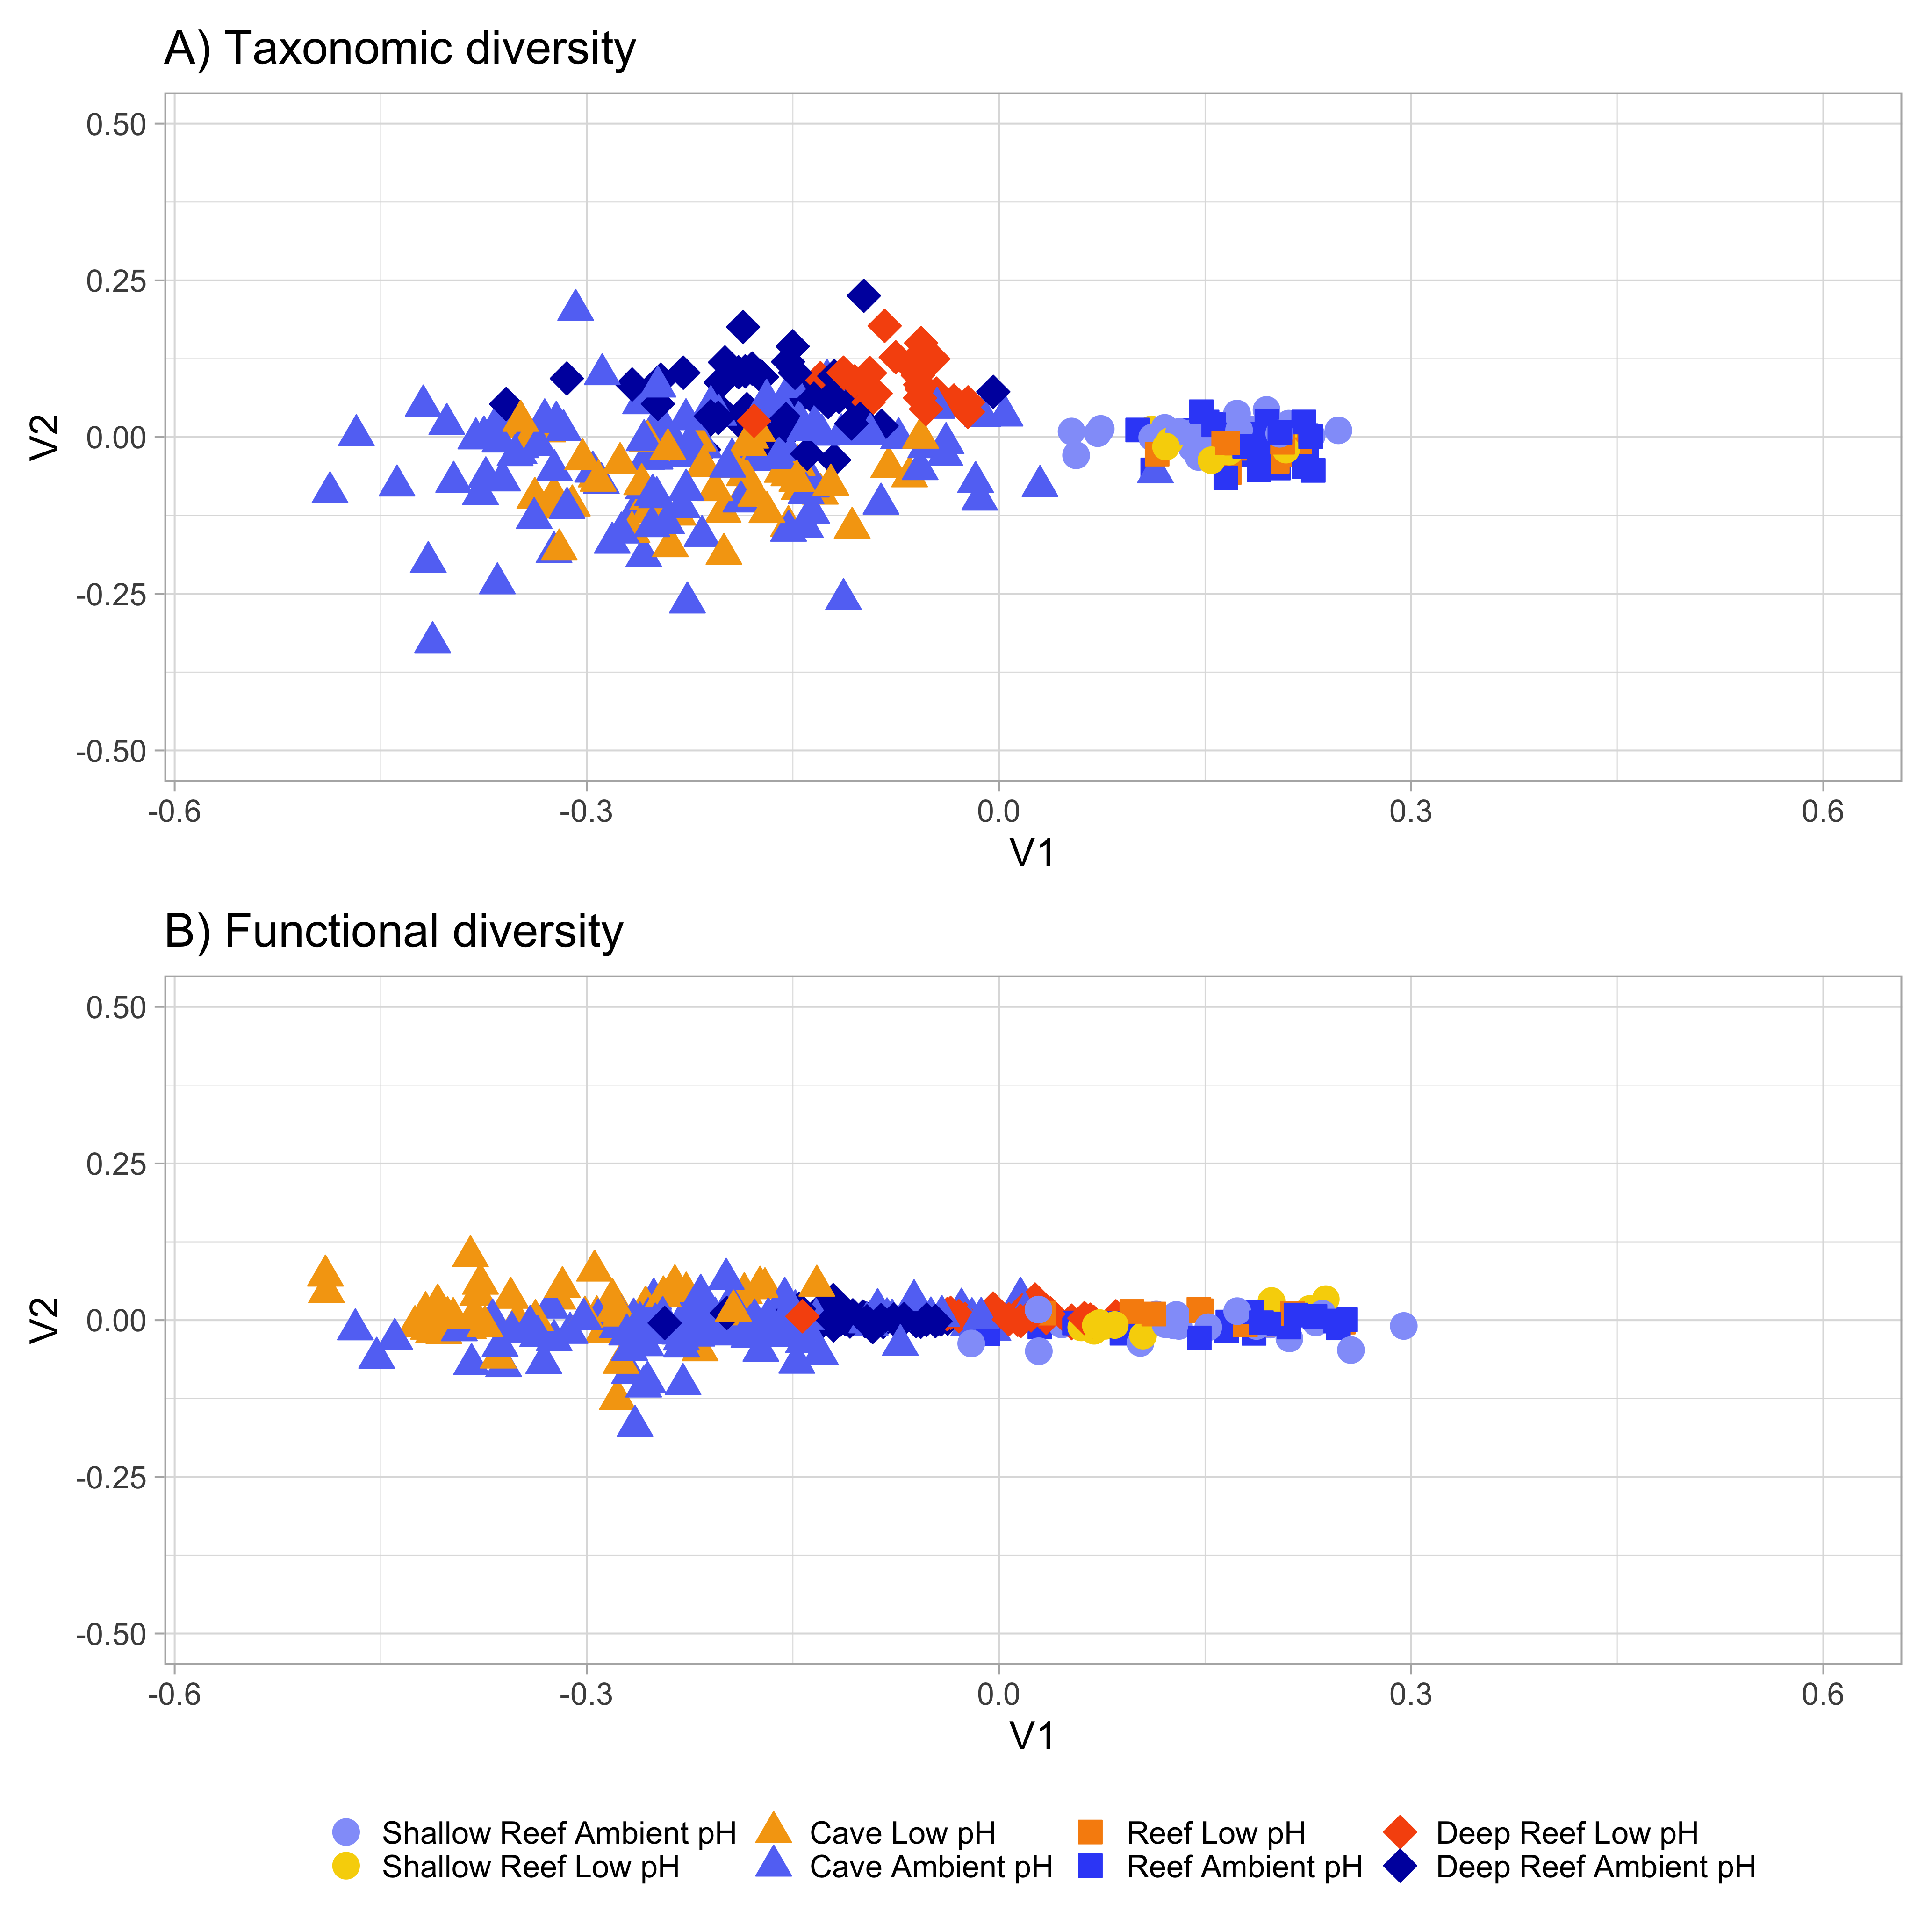 A) Taxonomic diversity
0.50
0.25
0.00
-0.25
-0.50
V2
-0.6 -0.3 0.0 0.3 0.6
V1
B) Functional diversity
0.50
0.25
0.00
-0.25
-0.50
V2
-0.6 -0.3 0.0 0.3 0.6
V1
Shallow Reef Ambient pH Cave Low pH Reef Low pH Deep Reef Low pH
Shallow Reef Low pH Cave Ambient pH Reef Ambient pH Deep Reef Ambient pH